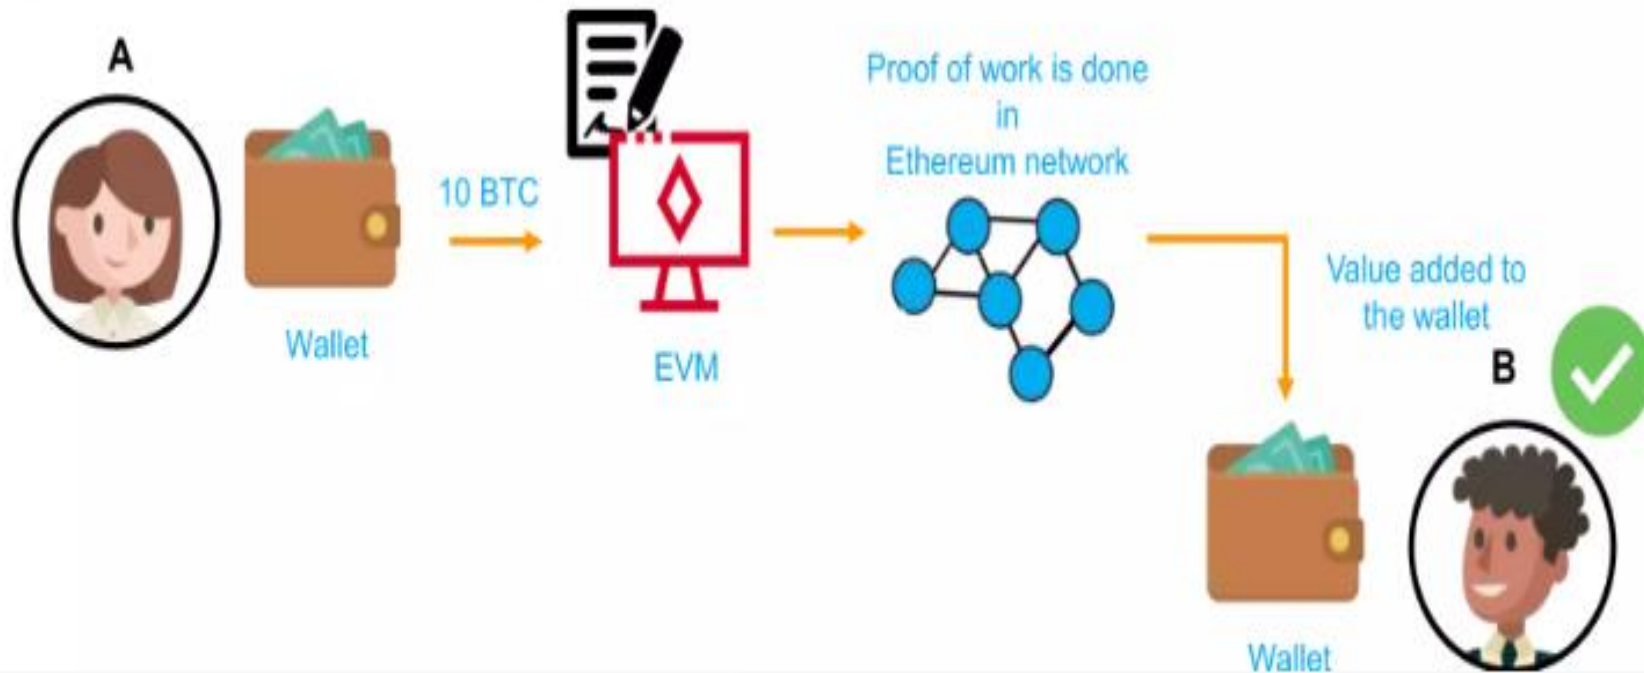 A
10 BTC
Wallet
EVM
Proof of work is done
in
Ethereum network
Value added to
the wallet
B
Wallet